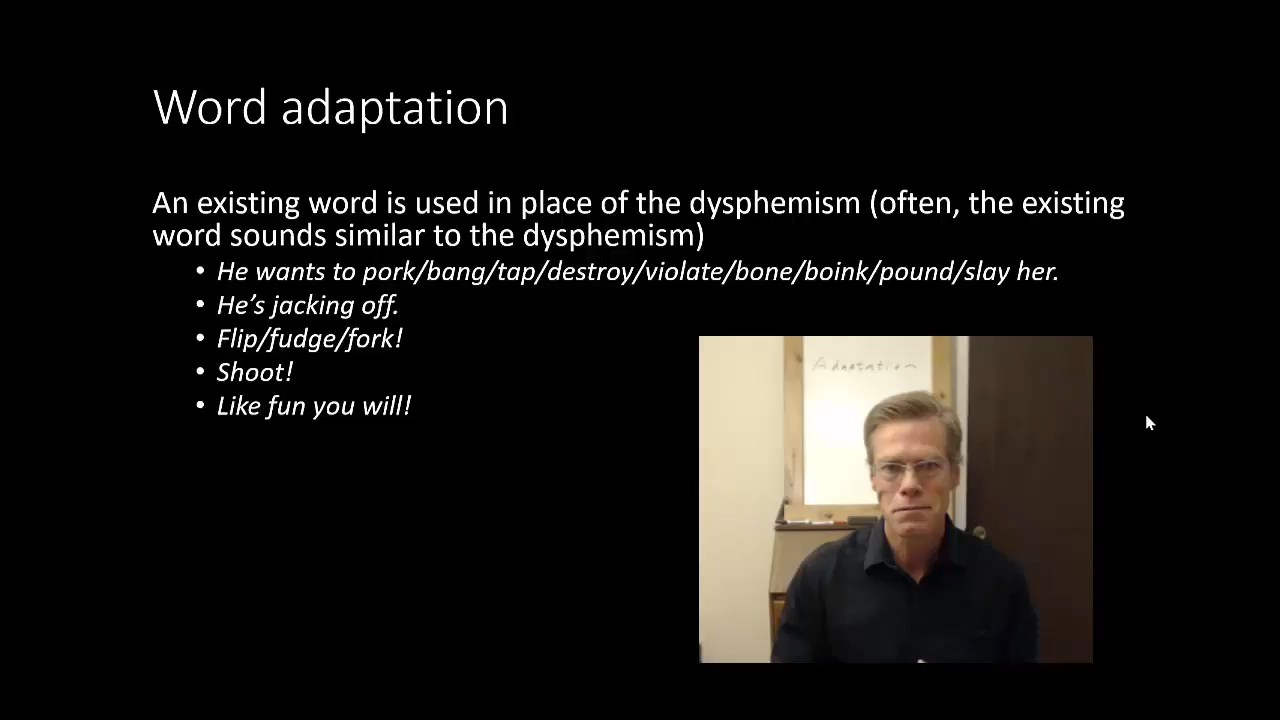 Word adaptation
An existing word is used in place of the dysphemism (often, the existing
word sounds similar to the dysphemism)
• He wants to pork/bang/tap/destroy/violate/bone/boink/pound/slay her.
• He’s jacking off.
• Flip/fudge/fork!
• Shoot!
• Like fun you will!
Adaptation